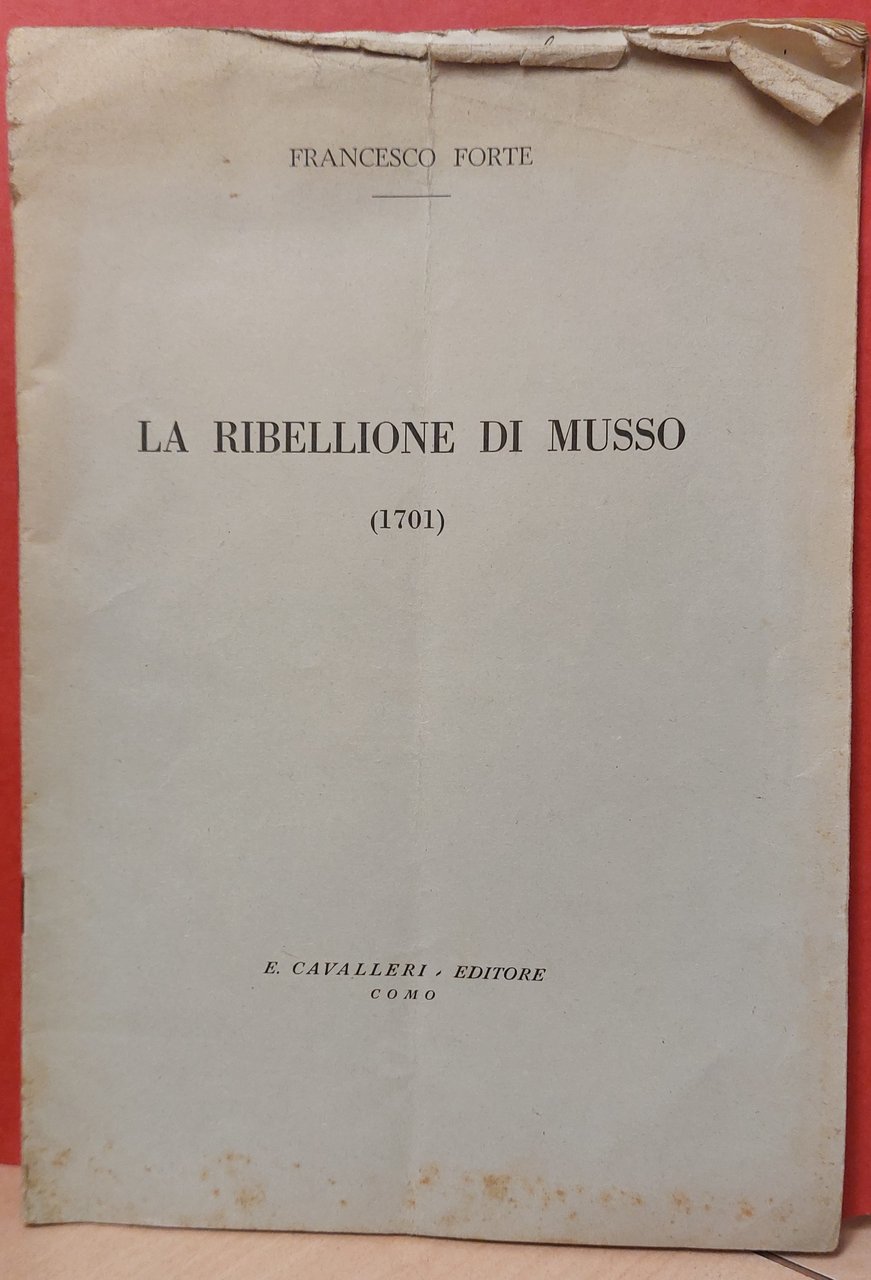 FRANCESCO FORTE
LA RIBELLIONE DI MUSSO
(1701)
E. CAVALLERI - EDITORE
COMO